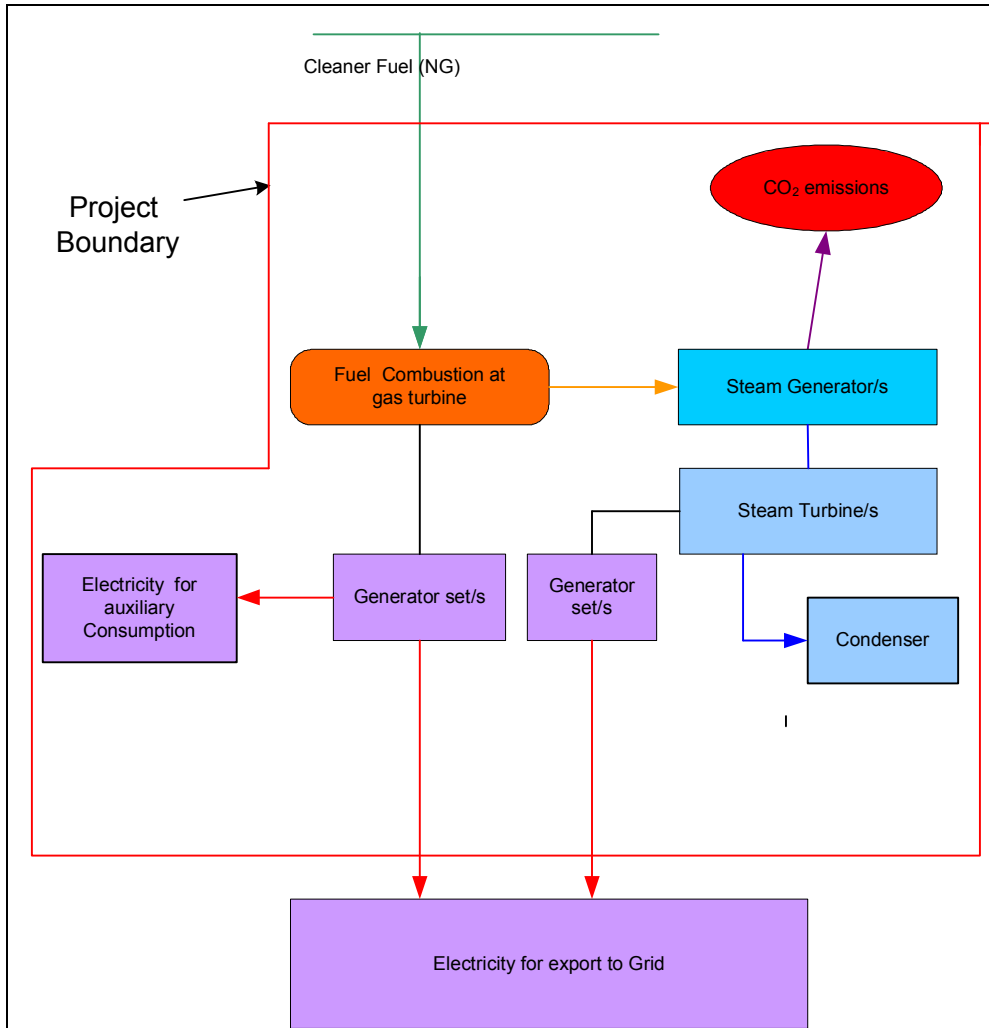 Cleaner Fuel (NG)
CO₂ emissions
Project
Boundary
Fuel Combustion at
gas turbine
Steam Generator/s
Steam Turbine/s
Electricity for
auxiliary
Consumption
Generator set/s
Generator
set/s
Condenser
Electricity for export to Grid